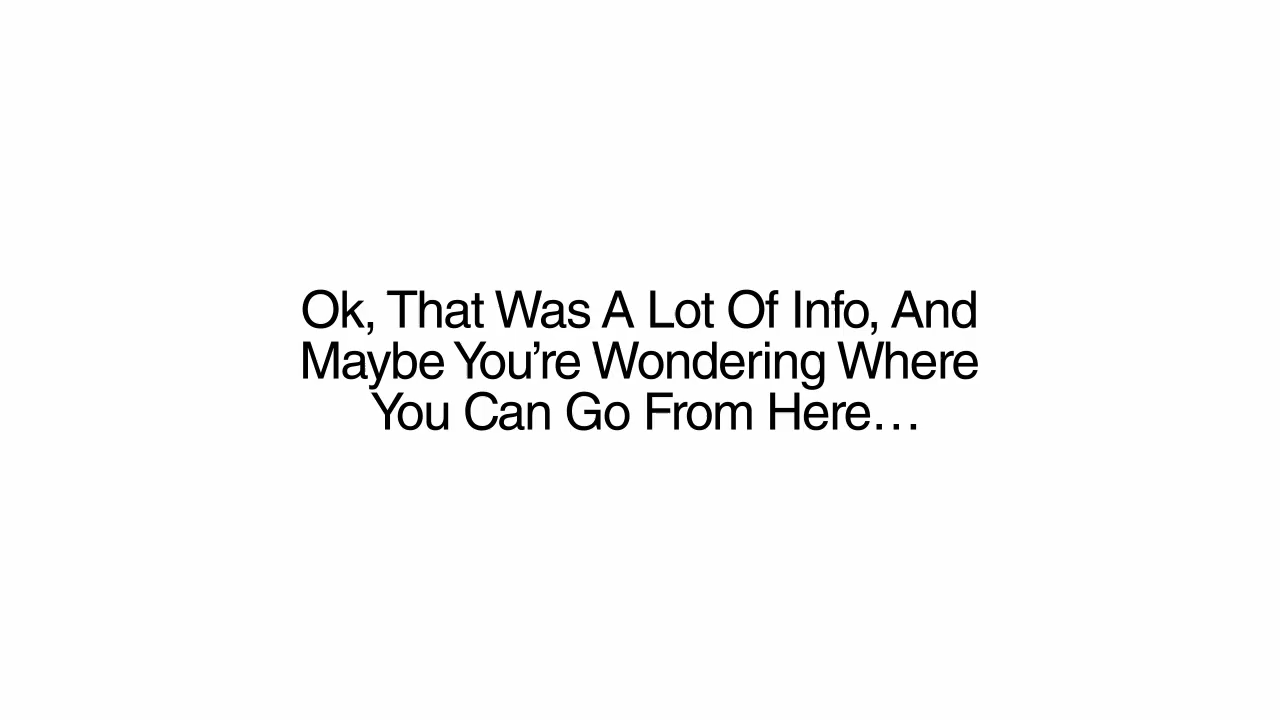 Ok, That Was A Lot Of Info, And
Maybe You’re Wondering Where
You Can Go From Here…